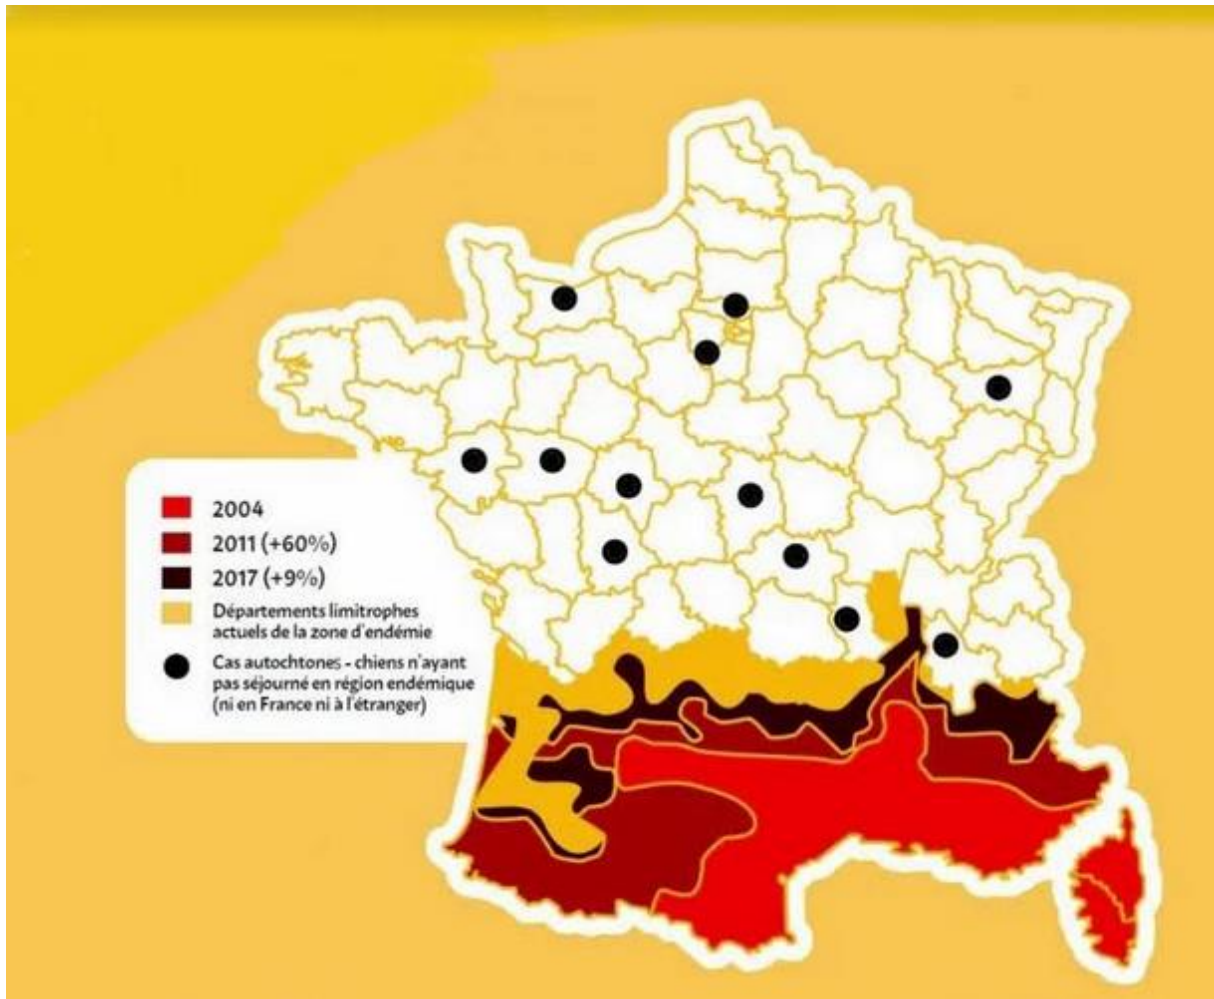 2004
2011 (+60%)
2017 (+9%)
Départements limitrophes
actuels de la zone d'endémie
Cas autochtones - chiens n'ayant
pas séjourné en région endémique
(ni en France ni à l'étranger)